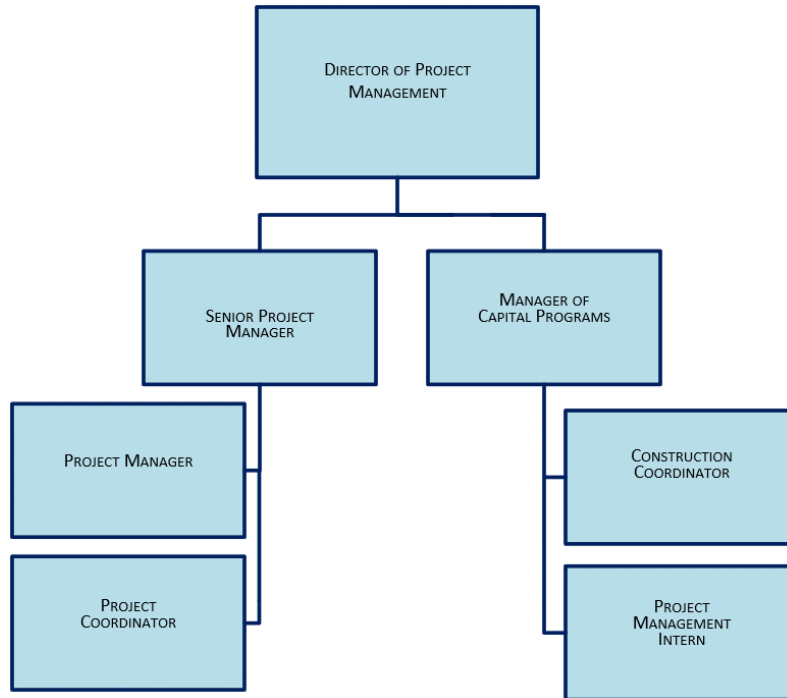 Director of Project
Management
Senior Project
Manager
Manager of
Capital Programs
Project Manager
Construction
Coordinator
Project
Coordinator
Project
Management
Intern